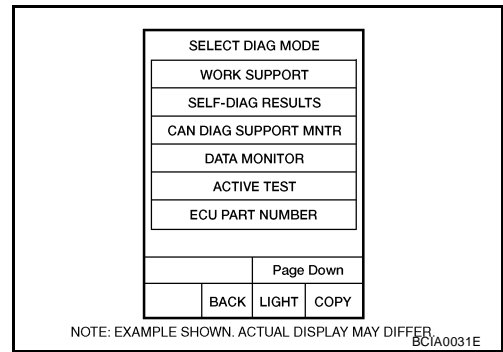 SELECT DIAG MODE
WORK SUPPORT
SELF-DIAG RESULTS
CAN DIAG SUPPORT MNTR
DATA MONITOR
ACTIVE TEST
ECU PART NUMBER
Page Down
BACK LIGHT COPY
NOTE: EXAMPLE SHOWN. ACTUAL DISPLAY MAY DIFFER.
BCIA0031E